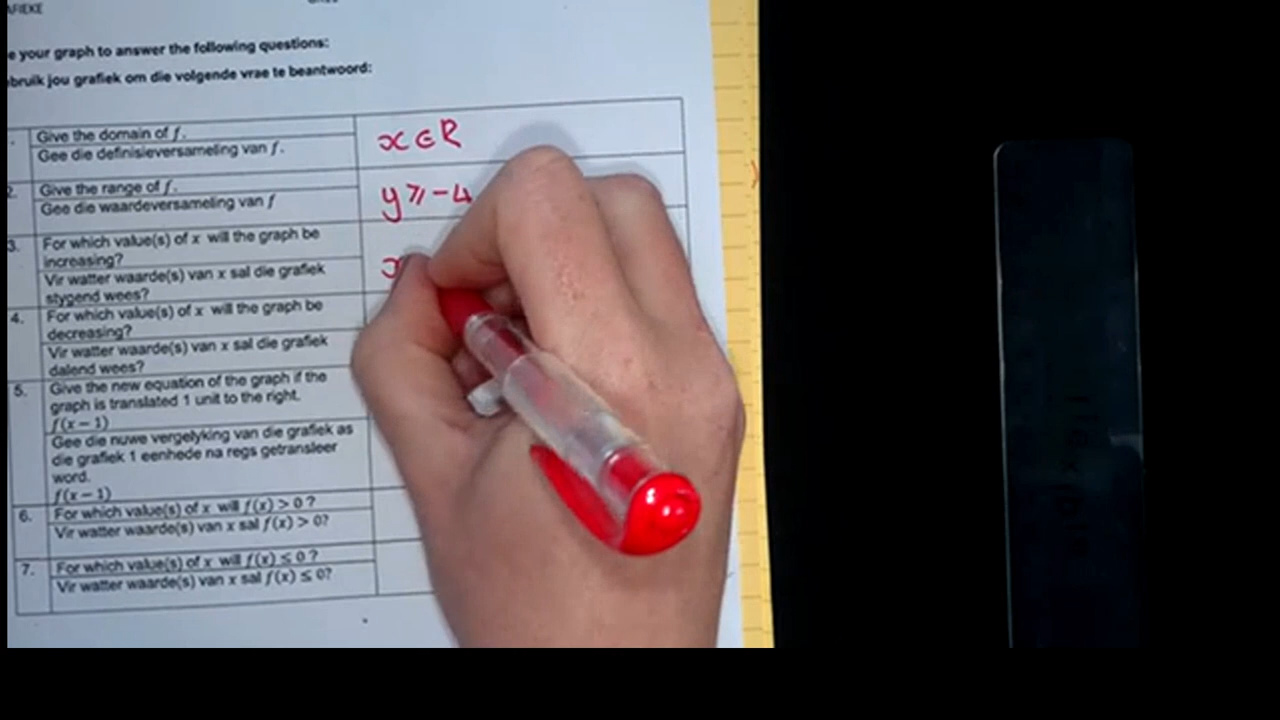 AFIEKE
e your graph to answer the following questions:
ebruik jou grafiek om die volgende vrae te beantwoord:
Give the domain of f.
Gee die definisieversameling van f.
x ∈ R
2. Give the range of f.
Gee die waardeversameling van f
y ≥ -4
3. For which value(s) of x will the graph be
increasing?
Vir watter waarde(s) van x sal die grafiek
stygend wees?
x
4. For which value(s) of x will the graph be
decreasing?
Vir watter waarde(s) van x sal die grafiek
dalend wees?
5. Give the new equation of the graph if the
graph is translated 1 unit to the right.
f(x – 1)
Gee die nuwe vergelyking van die grafiek as
die grafiek 1 eenhede na regs getransleer
word.
f(x – 1)
6. For which value(s) of x will f(x) > 0 ?
Vir watter waarde(s) van x sal f(x) > 0?
7. For which value(s) of x will f(x) ≤ 0 ?
Vir watter waarde(s) van x sal f(x) ≤ 0?